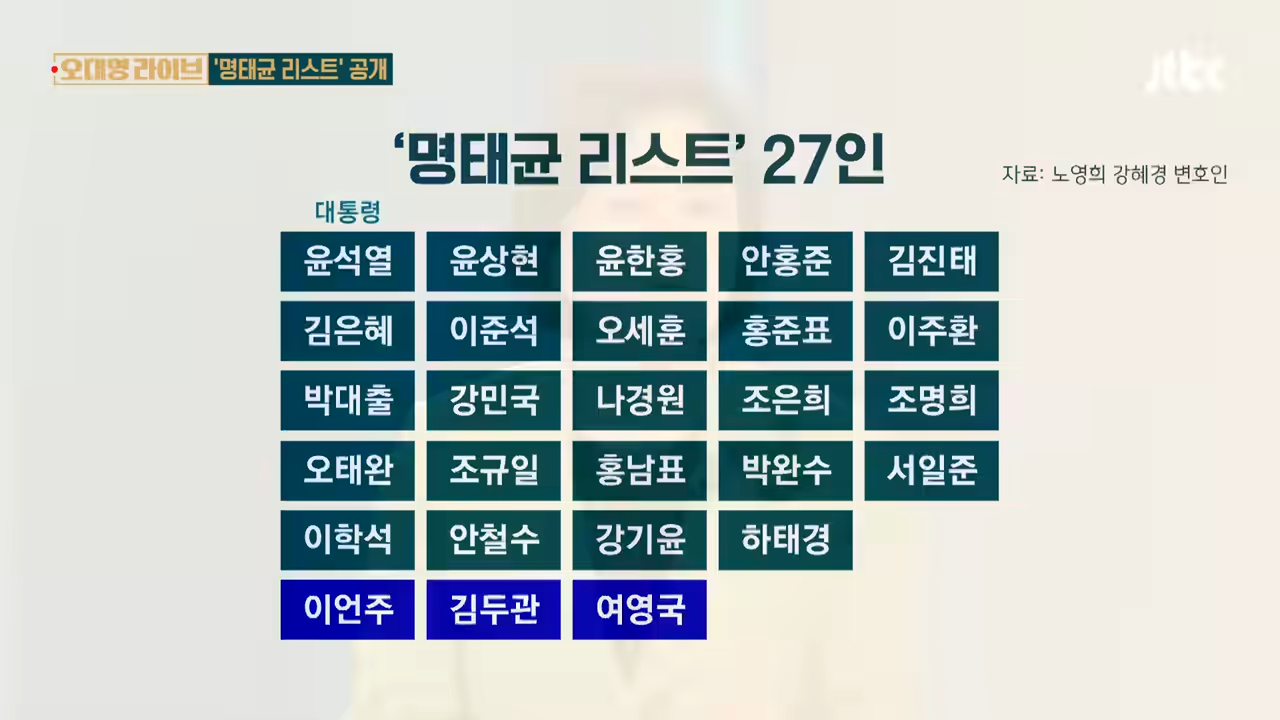 오대영 라이브 '명태균 리스트' 공개
jtbc
'명태균 리스트' 27인
자료: 노영희 강혜경 변호인
대통령
윤석열 윤상현 윤한홍 안홍준 김진태
김은혜 이준석 오세훈 홍준표 이주환
박대출 강민국 나경원 조은희 조명희
오태완 조규일 홍남표 박완수 서일준
이학석 안철수 강기윤 하태경
이언주 김두관 여영국